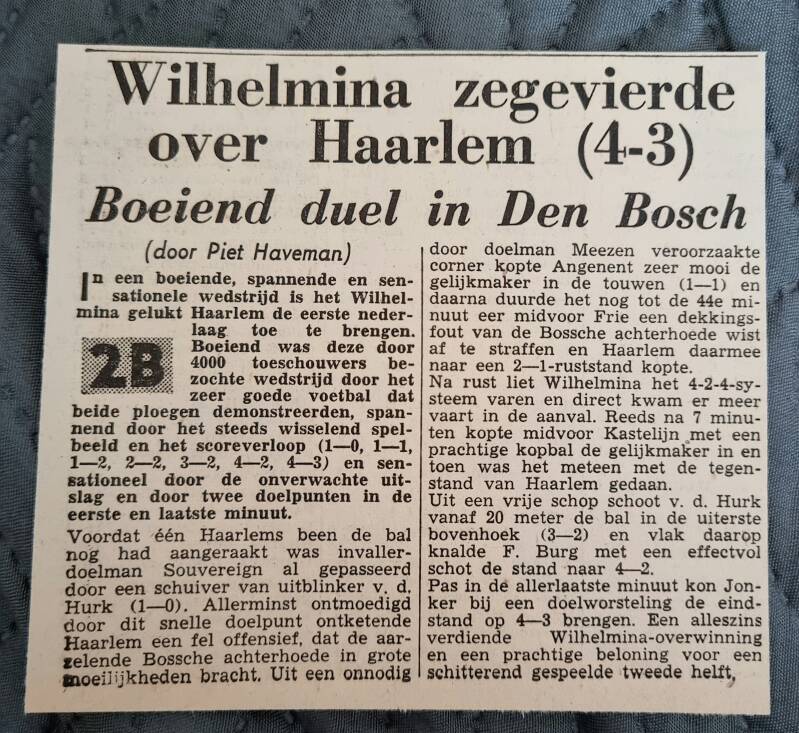 Wilhelmina zegevierde
over Haarlem (4-3)
Boeiend duel in Den Bosch
(door Piet Haveman)
In een boeiende, spannende en sen-
sationele wedstrijd is het Wilhel-
mina gelukt Haarlem de eerste neder-
laag toe te brengen.
2B
Boeiend was deze door
4000 toeschouwers be-
zochte wedstrijd door het
zeer goede voetbal dat
beide ploegen demonstreerden, span-
nend door het steeds wisselend spel-
beeld en het scoreverloop (1—0, 1—1,
1—2, 2—2, 3—2, 4—2, 4—3) en sen-
sationeel door de onverwachte uit-
slag en door twee doelpunten in de
eerste en laatste minuut.
Voordat één Haarlems been de bal
nog had aangeraakt was invaller-
doelman Souvereign al gepasseerd
door een schuiver van uitblinker v. d.
Hurk (1—0). Allerminst ontmoedigd
door dit snelle doelpunt ontketende
Haarlem een fel offensief, dat de aar-
zelende Bossche achterhoede in grote
moeilijkheden bracht. Uit een onnodig
door doelman Meezen veroorzaakte
corner kopte Angenent zeer mooi de
gelijkmaker in de touwen (1—1) en
daarna duurde het nog tot de 44e mi-
nuut eer midvoor Frie een dekkings-
fout van de Bossche achterhoede wist
af te straffen en Haarlem daarmee
naar een 2—1-ruststand kopte.
Na rust liet Wilhelmina het 4-2-4-sy-
steem varen en direct kwam er meer
vaart in de aanval. Reeds na 7 minu-
ten kopte midvoor Kastelijn met een
prachtige kopbal de gelijkmaker in en
toen was het meteen met de tegen-
stand van Haarlem gedaan.
Uit een vrije schop schoot v. d. Hurk
vanaf 20 meter de bal in de uiterste
bovenhoek (3—2) en vlak daarop
knalde F. Burg met een effectvol
schot de stand naar 4—2.
Pas in de allerlaatste minuut kon Jon-
ker bij een doelworsteling de eind-
stand op 4—3 brengen. Een alleszins
verdiende Wilhelmina-overwinning
en een prachtige beloning voor een
schitterend gespeelde tweede helft,